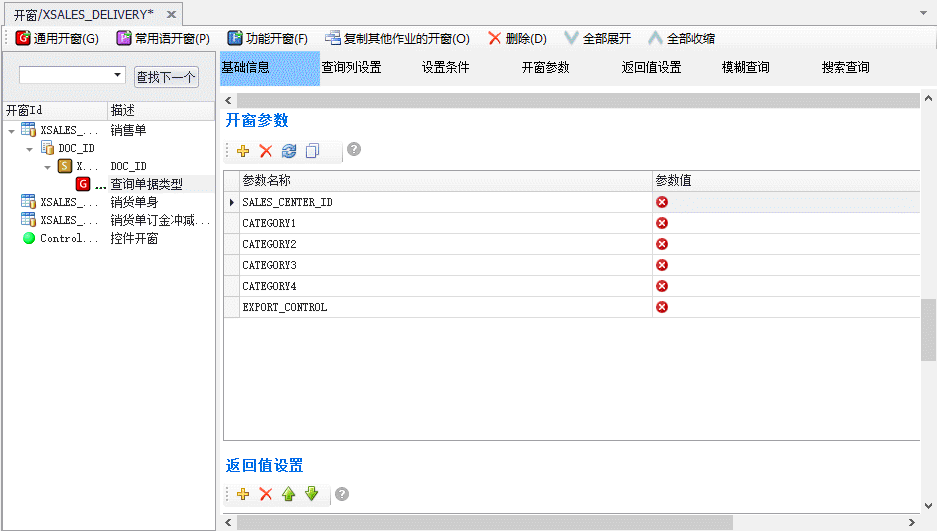 开窗/XSALES_DELIVERY*
通用开窗(G) 常用语开窗(P) 功能开窗(F) 复制其他作业的开窗(O) 删除(D) 全部展开 全部收缩
查找下一个
基础信息 查询列设置 设置条件 开窗参数 返回值设置 模糊查询 搜索查询
开窗Id 描述
XSALES_... 销售单
DOC_ID
S X... DOC_ID
G ... 查询单据类型
XSALES_... 销货单身
XSALES_... 销货单订金冲减...
Control... 控件开窗
开窗参数
参数名称 参数值
SALES_CENTER_ID
CATEGORY1
CATEGORY2
CATEGORY3
CATEGORY4
EXPORT_CONTROL
返回值设置